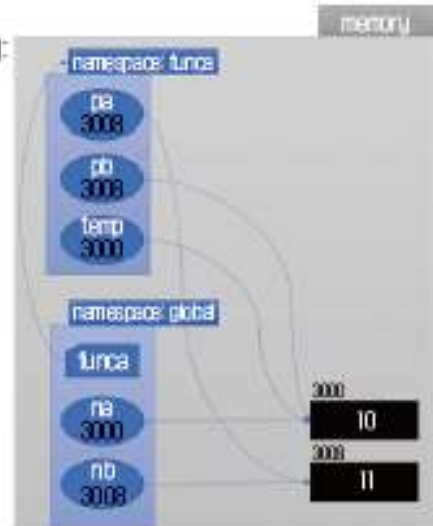 memory
namespace: funca
pa
3008
pb
3008
temp
3000
namespace: global
funca
na
3000
nb
3008
3000
10
3008
11